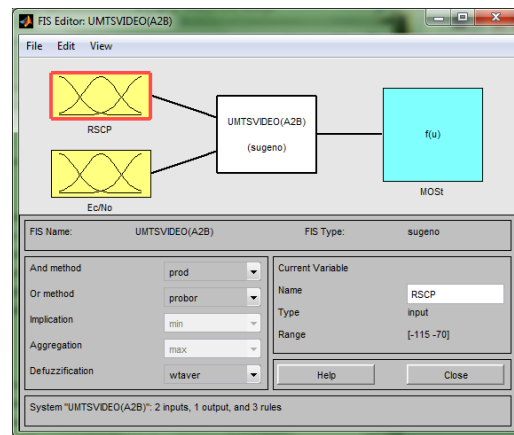 FIS Editor: UMTSVIDEO(A2B)
File Edit View
RSCP
Ec/No
UMTSVIDEO(A2B)
(sugeno)
f(u)
MOSt
FIS Name: UMTSVIDEO(A2B) FIS Type: sugeno
And method prod
Or method probor
Implication min
Aggregation max
Defuzzification wtaver
Current Variable
Name RSCP
Type input
Range [-115 -70]
Help Close
System "UMTSVIDEO(A2B)": 2 inputs, 1 output, and 3 rules